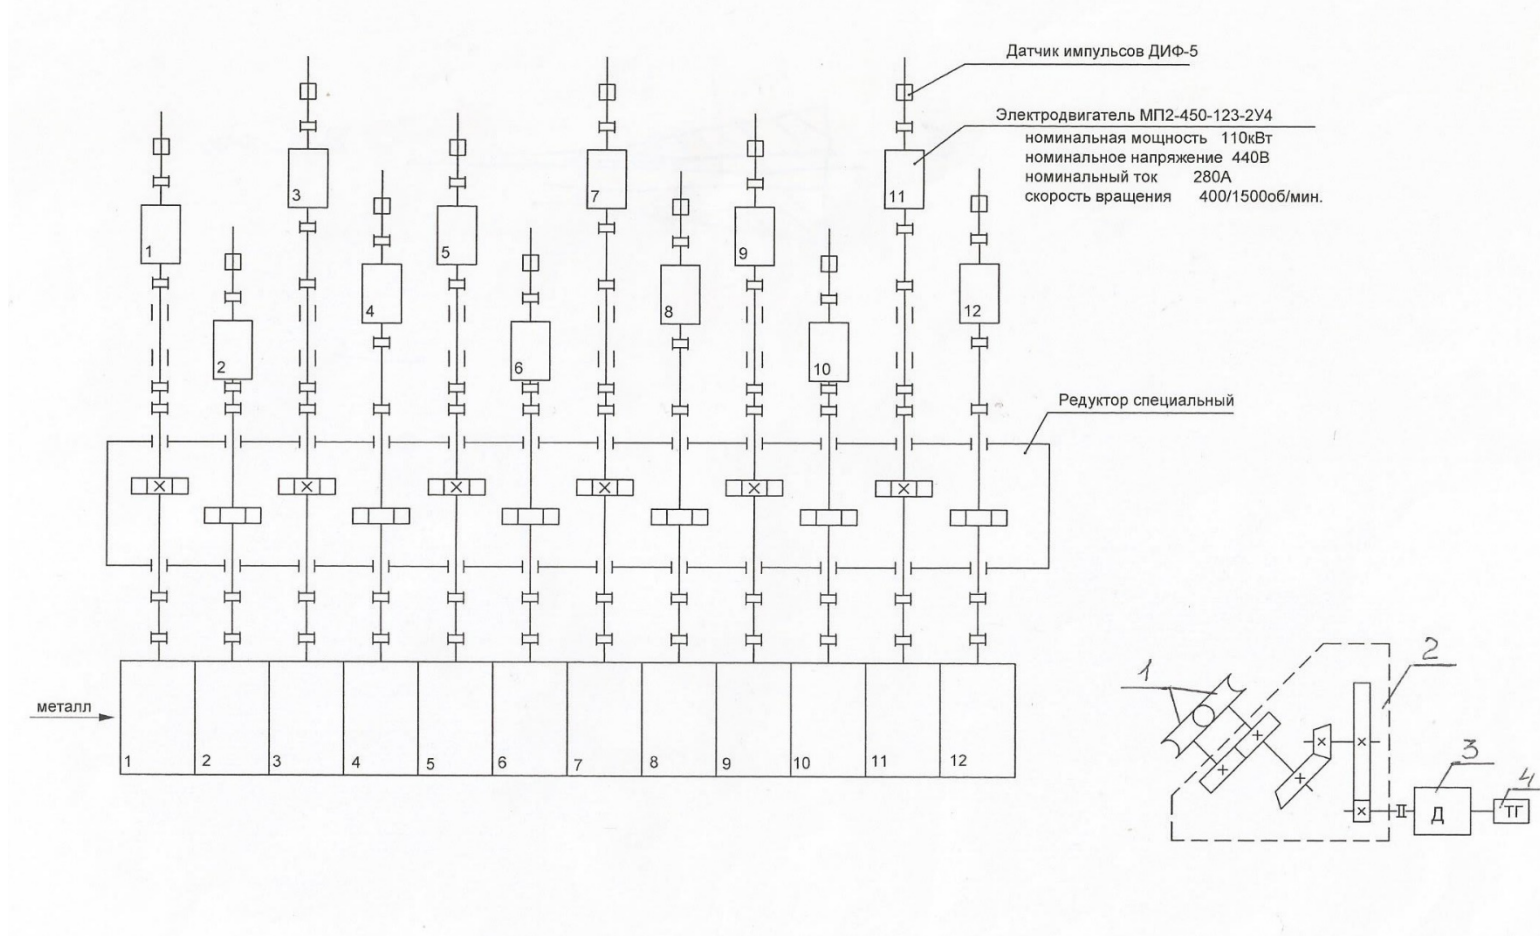 Датчик импульсов ДИФ-5
Электродвигатель МП2-450-123-2У4
номинальная мощность 110кВт
номинальное напряжение 440В
номинальный ток 280А
скорость вращения 400/1500об/мин.
3
7
11
1
5
9
4
8
12
2
6
10
Редуктор специальный
металл
1 2 3 4 5 6 7 8 9 10 11 12
1
2
3
4
Д
ТГ